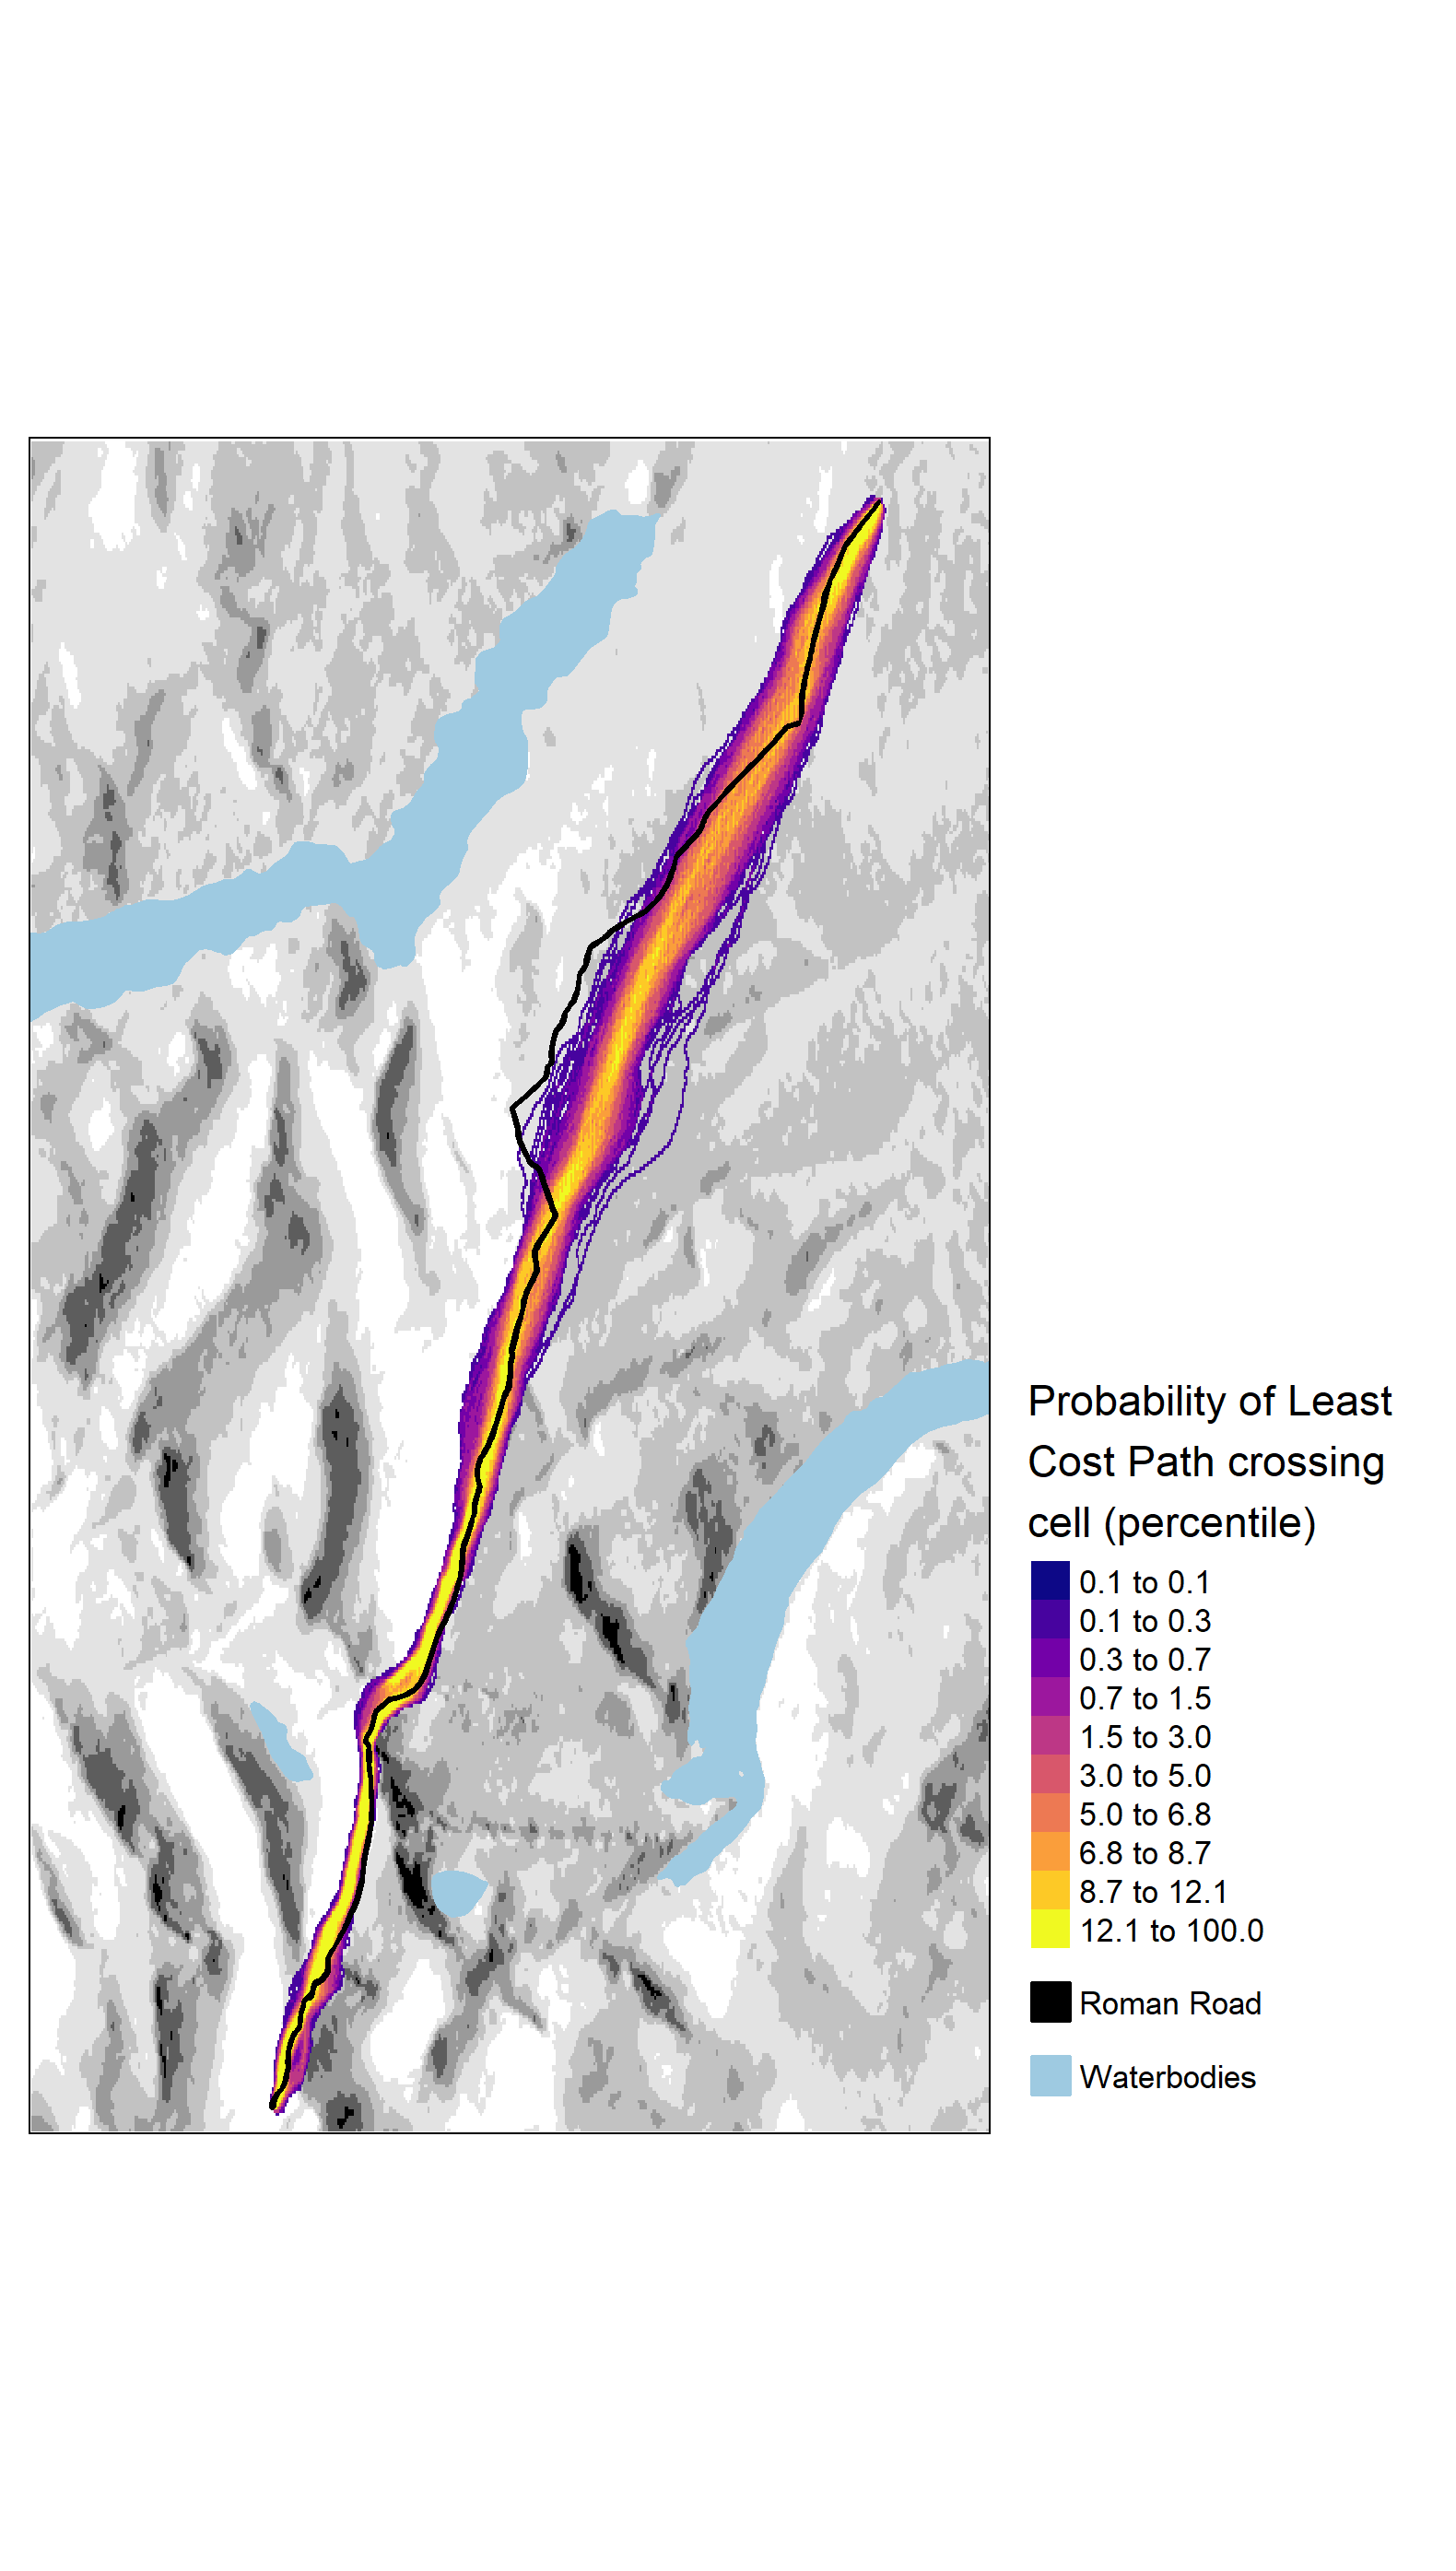 Probability of Least
Cost Path crossing
cell (percentile)
0.1 to 0.1
0.1 to 0.3
0.3 to 0.7
0.7 to 1.5
1.5 to 3.0
3.0 to 5.0
5.0 to 6.8
6.8 to 8.7
8.7 to 12.1
12.1 to 100.0
Roman Road
Waterbodies